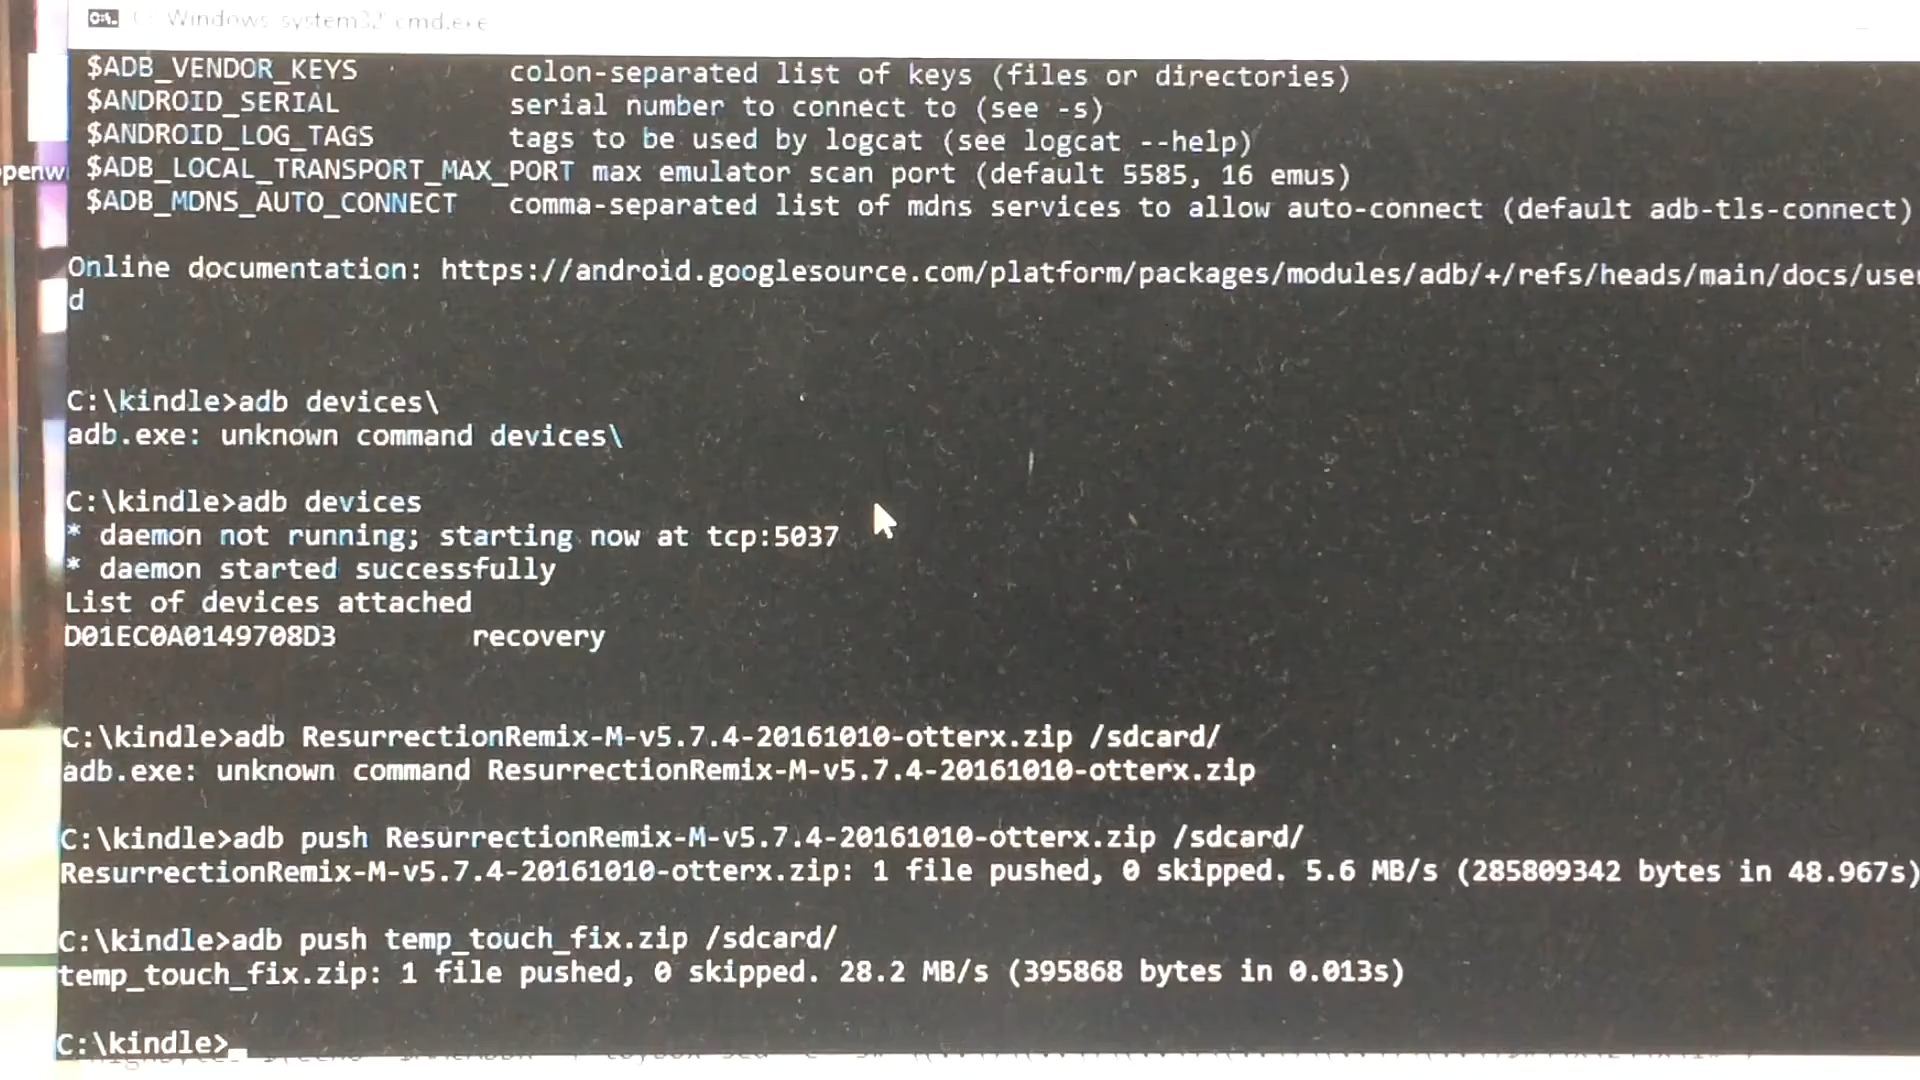 C:\Windows\system32\cmd.exe
$ADB_VENDOR_KEYS colon-separated list of keys (files or directories)
$ANDROID_SERIAL serial number to connect to (see -s)
$ANDROID_LOG_TAGS tags to be used by logcat (see logcat --help)
$ADB_LOCAL_TRANSPORT_MAX_PORT max emulator scan port (default 5585, 16 emus)
$ADB_MDNS_AUTO_CONNECT comma-separated list of mdns services to allow auto-connect (default adb-tls-connect)
Online documentation: https://android.googlesource.com/platform/packages/modules/adb/+/refs/heads/main/docs/user
d
C:\kindle>adb devices\
adb.exe: unknown command devices\
C:\kindle>adb devices
* daemon not running; starting now at tcp:5037
* daemon started successfully
List of devices attached
D01EC0A0149708D3 recovery
C:\kindle>adb ResurrectionRemix-M-v5.7.4-20161010-otterx.zip /sdcard/
adb.exe: unknown command ResurrectionRemix-M-v5.7.4-20161010-otterx.zip
C:\kindle>adb push ResurrectionRemix-M-v5.7.4-20161010-otterx.zip /sdcard/
ResurrectionRemix-M-v5.7.4-20161010-otterx.zip: 1 file pushed, 0 skipped. 5.6 MB/s (285809342 bytes in 48.967s)
C:\kindle>adb push temp_touch_fix.zip /sdcard/
temp_touch_fix.zip: 1 file pushed, 0 skipped. 28.2 MB/s (395868 bytes in 0.013s)
C:\kindle>